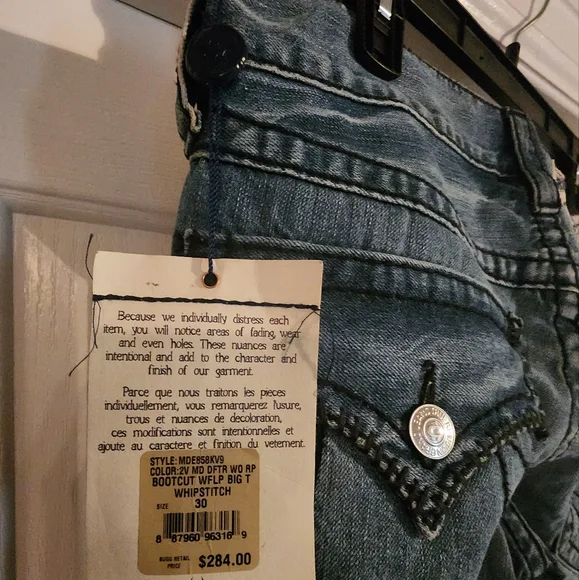 Because we individually distress each
item, you will notice areas of fading, wear
and even holes. These nuances are
intentional and add to the character and
finish of our garment.
Parce que nous traitons les pieces
individuellement, vous remarquerez l'usure,
trous et nuances de decoloration,
ces modifications sont intentionnelles et
ajoute au caractere et finition du vetement.
STYLE: MDE858KV9
COLOR:2V MD DFTR WO RP
BOOTCUT WFLP BIG T
WHIPSTITCH
SIZE 30
8 87960 96316 9
SUGG RETAIL
PRICE $284.00